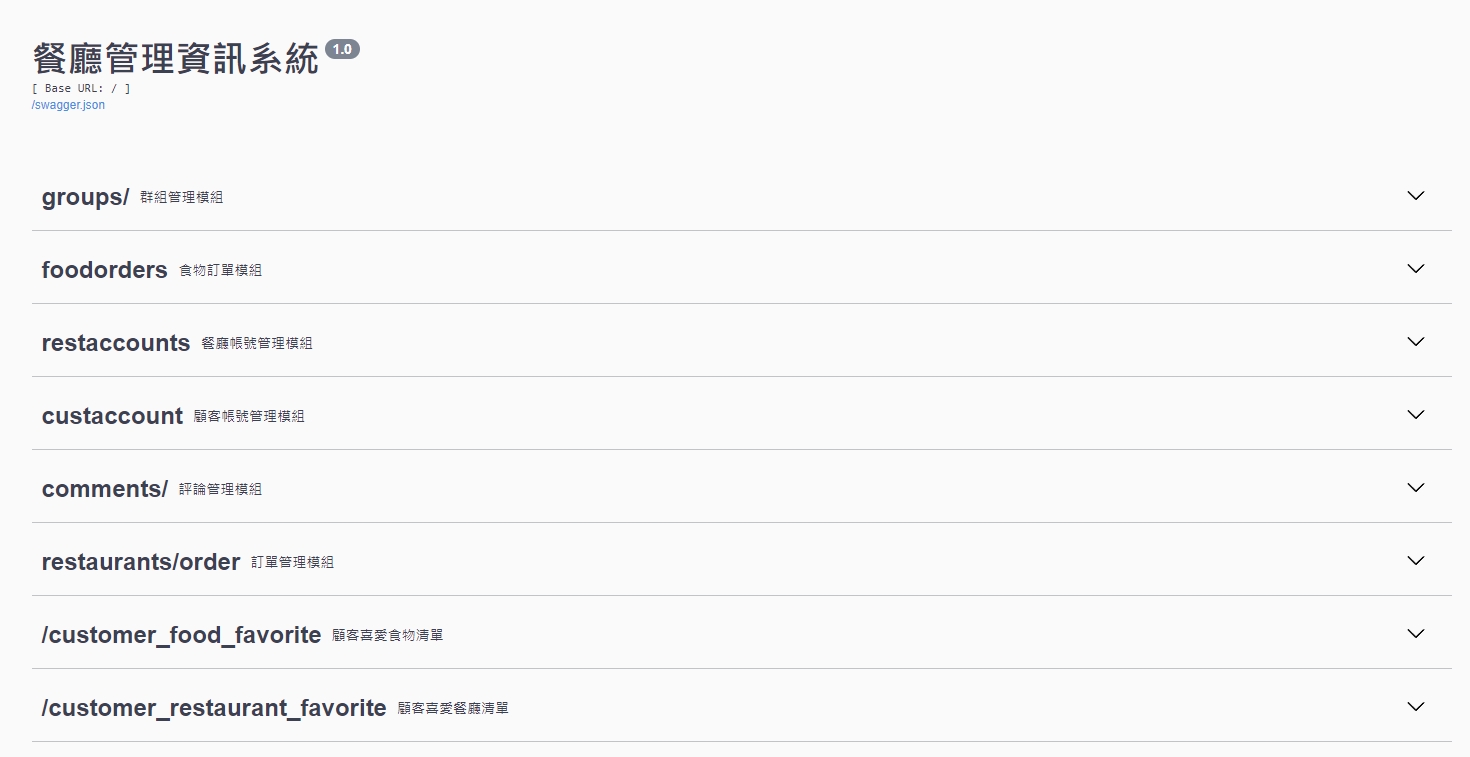 餐廳管理資訊系統 1.0
[ Base URL: / ]
/swagger.json
groups/ 群組管理模組
foodorders 食物訂單模組
restaccounts 餐廳帳號管理模組
custaccount 顧客帳號管理模組
comments/ 評論管理模組
restaurants/order 訂單管理模組
/customer_food_favorite 顧客喜愛食物清單
/customer_restaurant_favorite 顧客喜愛餐廳清單